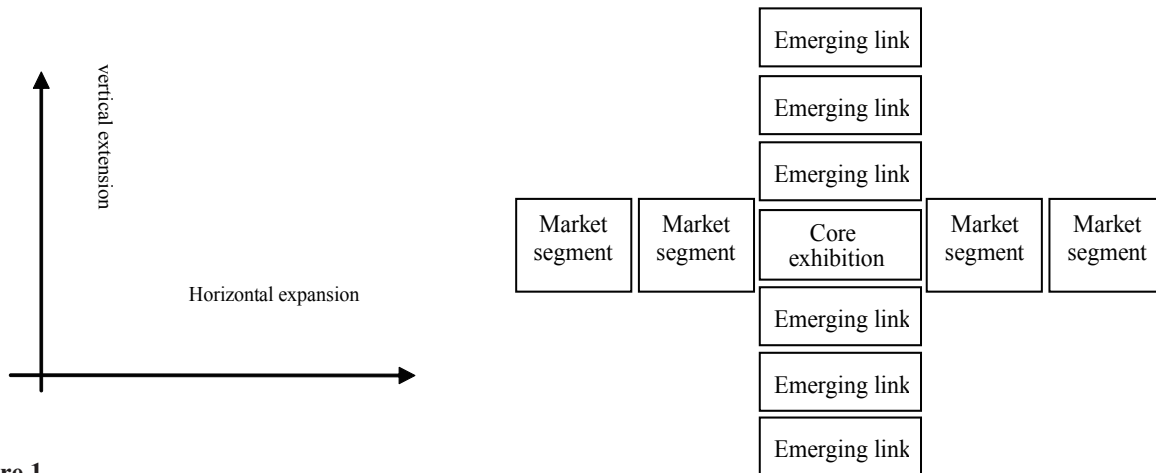 vertical extension
Horizontal expansion
Emerging link
Emerging link
Emerging link
Market
segment
Market
segment
Core
exhibition
Market
segment
Market
segment
Emerging link
Emerging link
Emerging link